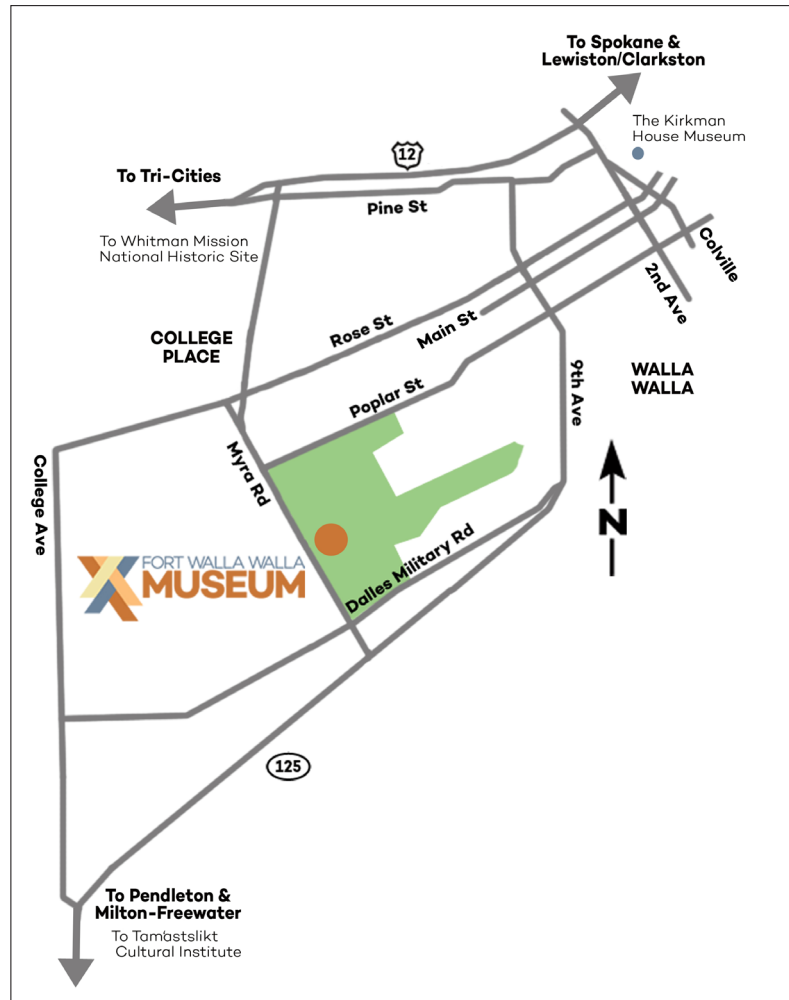 To Spokane &
Lewiston/Clarkston
The Kirkman
House Museum
12
To Tri-Cities
Pine St
To Whitman Mission
National Historic Site
Colville
2nd Ave
Rose St
Main St
COLLEGE
PLACE
WALLA
WALLA
9th Ave
Poplar St
Myra Rd
College Ave
N
FORT WALLA WALLA
MUSEUM
Dalles Military Rd
125
To Pendleton &
Milton-Freewater
To Tamástslikt
Cultural Institute